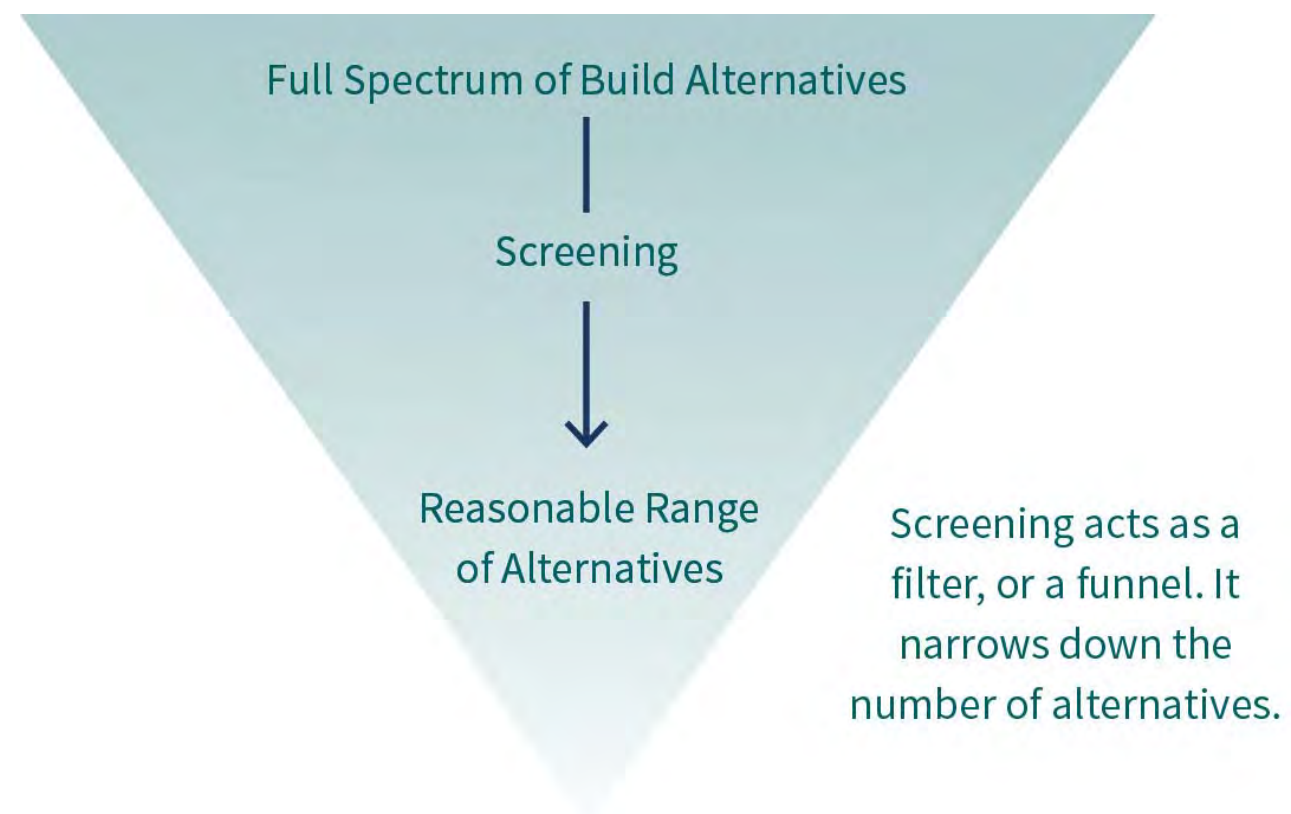 Full Spectrum of Build Alternatives
Screening
Reasonable Range
of Alternatives
Screening acts as a
filter, or a funnel. It
narrows down the
number of alternatives.